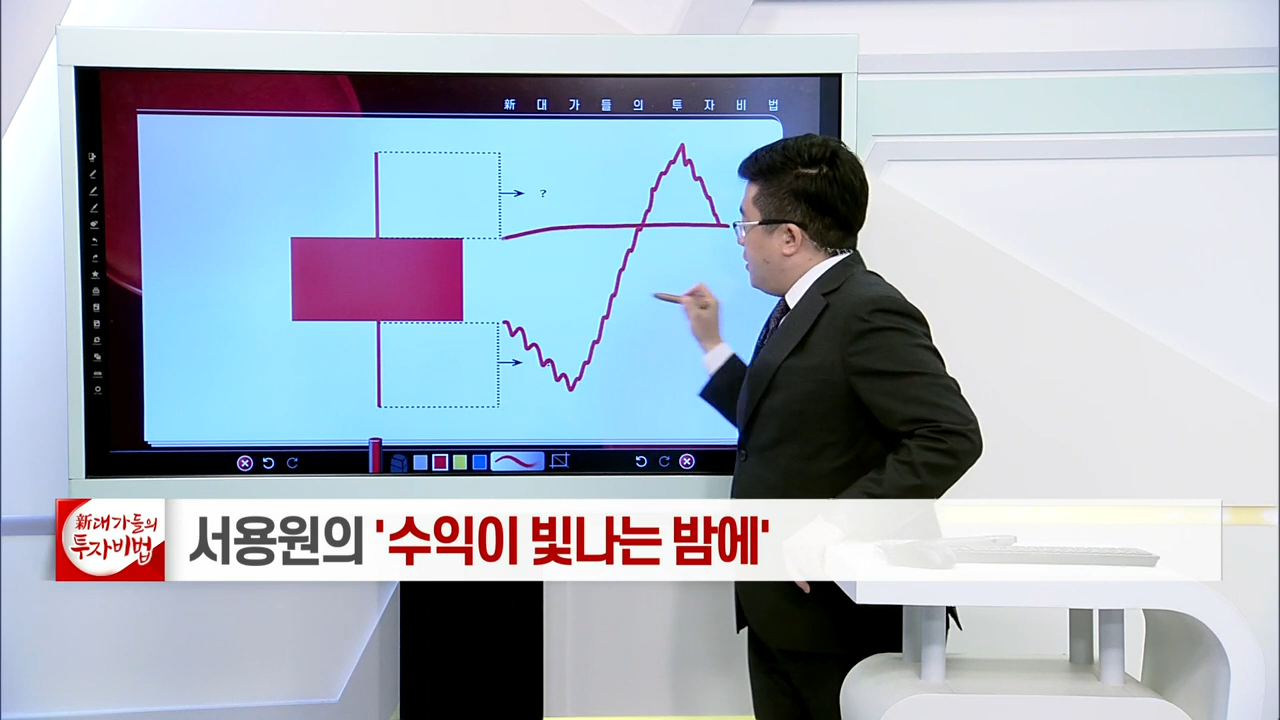 新 대 가 들 의 투 자 비 법
?
新대가들의
투자비법
서용원의 '수익이 빛나는 밤에'